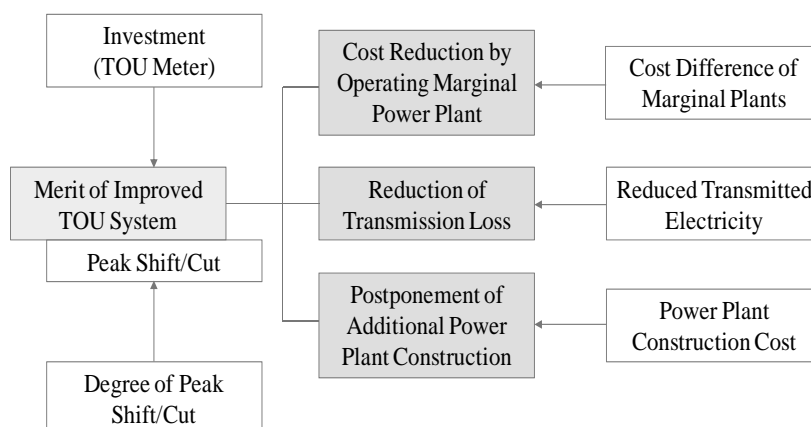 Investment
(TOU Meter)
Cost Reduction by
Operating Marginal
Power Plant
Cost Difference of
Marginal Plants
Merit of Improved
TOU System
Peak Shift/Cut
Reduction of
Transmission Loss
Reduced Transmitted
Electricity
Postponement of
Additional Power
Plant Construction
Power Plant
Construction Cost
Degree of Peak
Shift/Cut